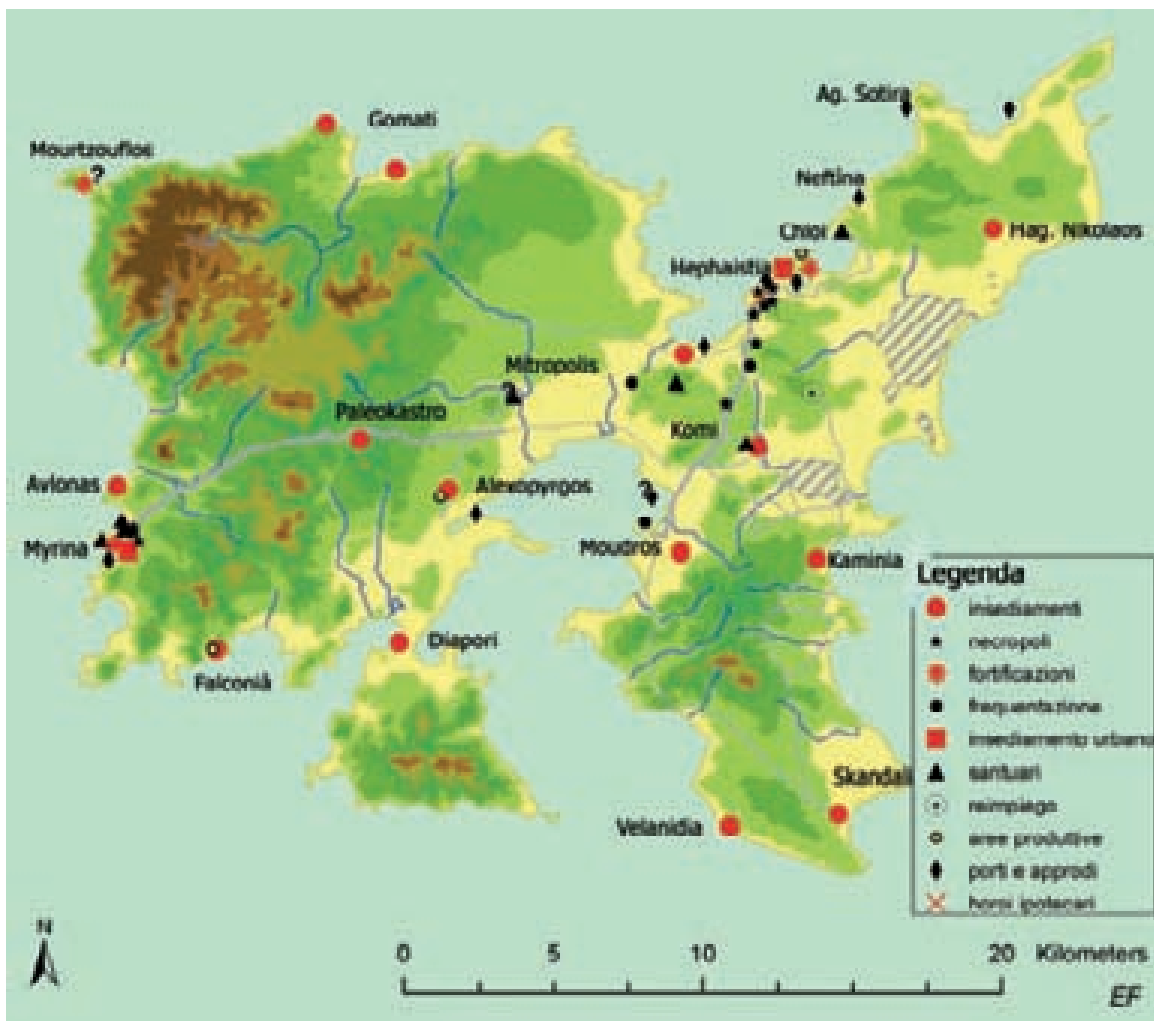 Ag. Sotira
Gomati
Mourtzouflos
?
Neftina
Chloi
Hag. Nikolaos
Hephaistia
Mitropolis
?
Paleokastro
Komi
Avlonas
Alexopyrgos
?
Myrina
Moudros
Kaminia
Diapori
Falconià
Skandali
Velanidia
Legenda
insediamenti
necropoli
fortificazioni
frequentazione
insediamento urbano
santuari
reimpiego
aree produttive
porti e approdi
horoi ipotecari
N
0 5 10 20 Kilometers
EF